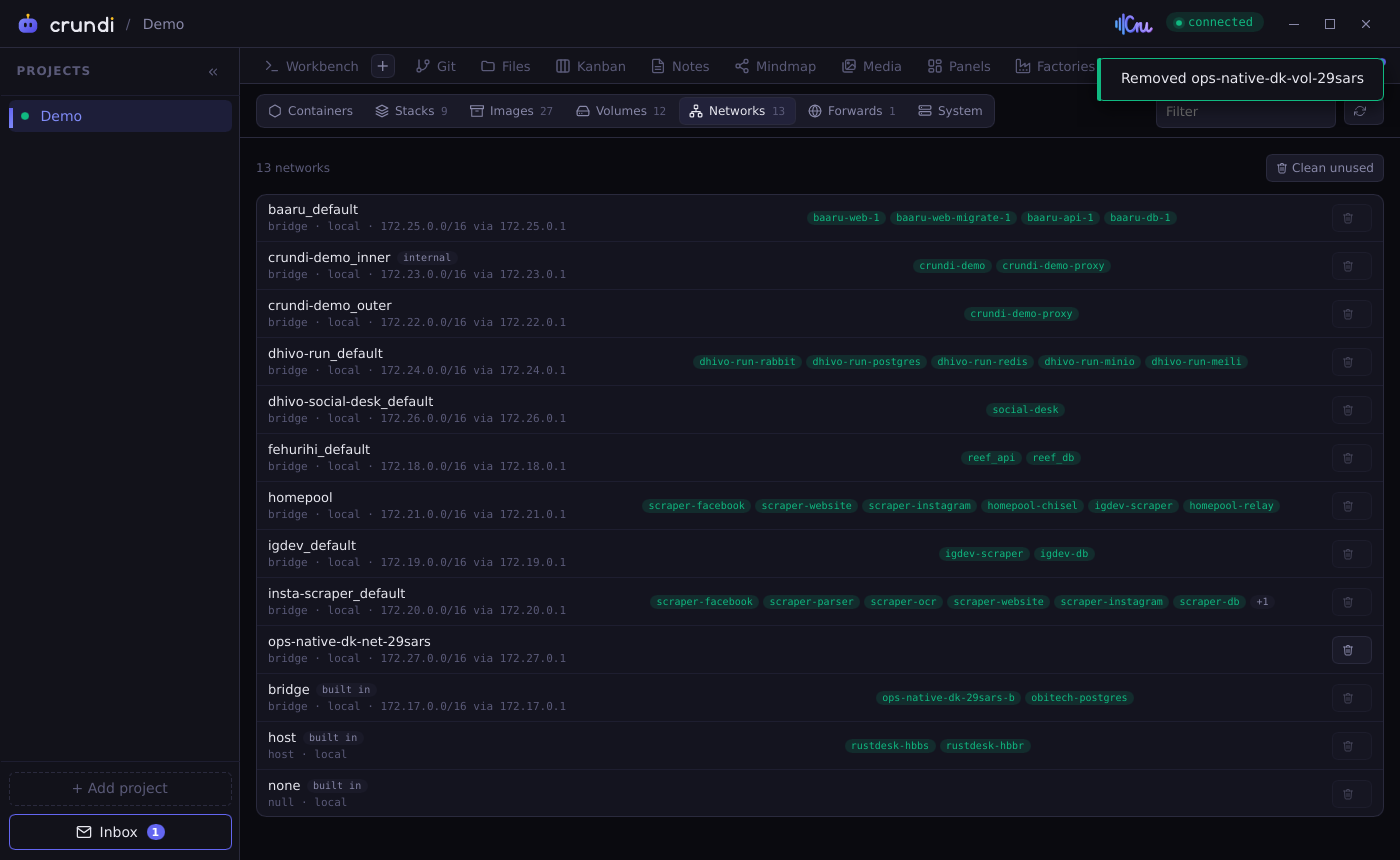 crundi / Demo
Cru
connected
PROJECTS
Workbench
Git
Files
Kanban
Notes
Mindmap
Media
Panels
Factories
Removed ops-native-dk-vol-29sars
Demo
Containers
Stacks 9
Images 27
Volumes 12
Networks 13
Forwards 1
System
Filter
13 networks
Clean unused
baaru_default
bridge · local · 172.25.0.0/16 via 172.25.0.1
baaru-web-1 baaru-web-migrate-1 baaru-api-1 baaru-db-1
crundi-demo_inner internal
bridge · local · 172.23.0.0/16 via 172.23.0.1
crundi-demo crundi-demo-proxy
crundi-demo_outer
bridge · local · 172.22.0.0/16 via 172.22.0.1
crundi-demo-proxy
dhivo-run_default
bridge · local · 172.24.0.0/16 via 172.24.0.1
dhivo-run-rabbit dhivo-run-postgres dhivo-run-redis dhivo-run-minio dhivo-run-meili
dhivo-social-desk_default
bridge · local · 172.26.0.0/16 via 172.26.0.1
social-desk
fehurihi_default
bridge · local · 172.18.0.0/16 via 172.18.0.1
reef_api reef_db
homepool
bridge · local · 172.21.0.0/16 via 172.21.0.1
scraper-facebook scraper-website scraper-instagram homepool-chisel igdev-scraper homepool-relay
igdev_default
bridge · local · 172.19.0.0/16 via 172.19.0.1
igdev-scraper igdev-db
insta-scraper_default
bridge · local · 172.20.0.0/16 via 172.20.0.1
scraper-facebook scraper-parser scraper-ocr scraper-website scraper-instagram scraper-db +1
ops-native-dk-net-29sars
bridge · local · 172.27.0.0/16 via 172.27.0.1
bridge built in
bridge · local · 172.17.0.0/16 via 172.17.0.1
ops-native-dk-29sars-b obitech-postgres
host built in
host · local
rustdesk-hbbs rustdesk-hbbr
none built in
null · local
+ Add project
Inbox 1